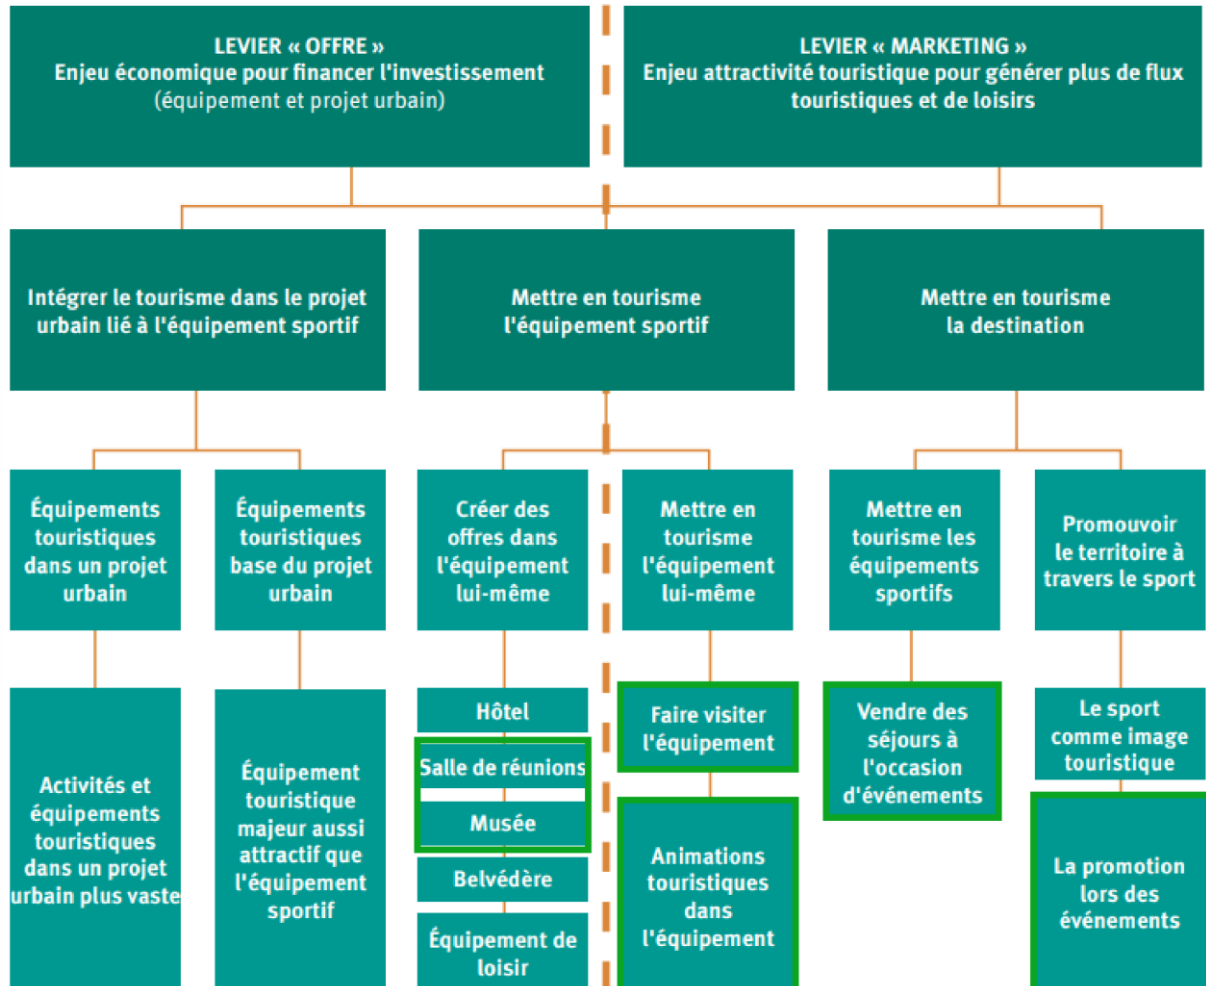 LEVIER « OFFRE »
Enjeu économique pour financer l'investissement
(équipement et projet urbain)
LEVIER « MARKETING »
Enjeu attractivité touristique pour générer plus de flux
touristiques et de loisirs
Intégrer le tourisme dans le projet
urbain lié à l'équipement sportif
Mettre en tourisme
l'équipement sportif
Mettre en tourisme
la destination
Équipements
touristiques
dans un projet
urbain
Équipements
touristiques
base du projet
urbain
Créer des
offres dans
l'équipement
lui-même
Mettre en
tourisme
l'équipement
lui-même
Mettre en
tourisme les
équipements
sportifs
Promouvoir
le territoire à
travers le sport
Activités et
équipements
touristiques
dans un projet
urbain plus vaste
Équipement
touristique
majeur aussi
attractif que
l'équipement
sportif
Hôtel
Salle de réunions
Musée
Belvédère
Équipement de
loisir
Faire visiter
l'équipement
Animations
touristiques
dans
l'équipement
Vendre des
séjours à
l'occasion
d'événements
Le sport
comme image
touristique
La promotion
lors des
événements